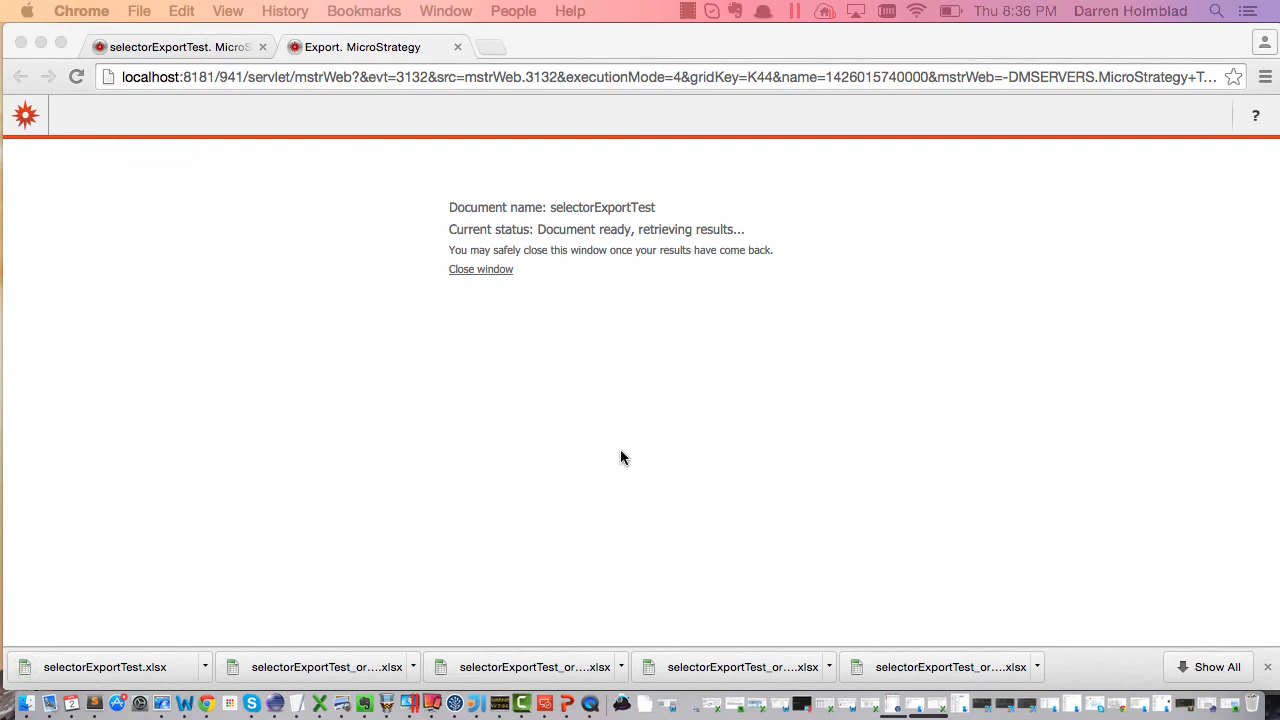 Chrome File Edit View History Bookmarks Window People Help Thu 8:36 PM Darren Holmblad
selectorExportTest. MicroS Export. MicroStrategy
localhost:8181/941/servlet/mstrWeb?&evt=3132&src=mstrWeb.3132&executionMode=4&gridKey=K44&name=1426015740000&mstrWeb=-DMSERVERS.MicroStrategy+T...
?
Document name: selectorExportTest
Current status: Document ready, retrieving results...
You may safely close this window once your results have come back.
Close window
selectorExportTest.xlsx selectorExportTest_or....xlsx selectorExportTest_or....xlsx selectorExportTest_or....xlsx selectorExportTest_or....xlsx Show All